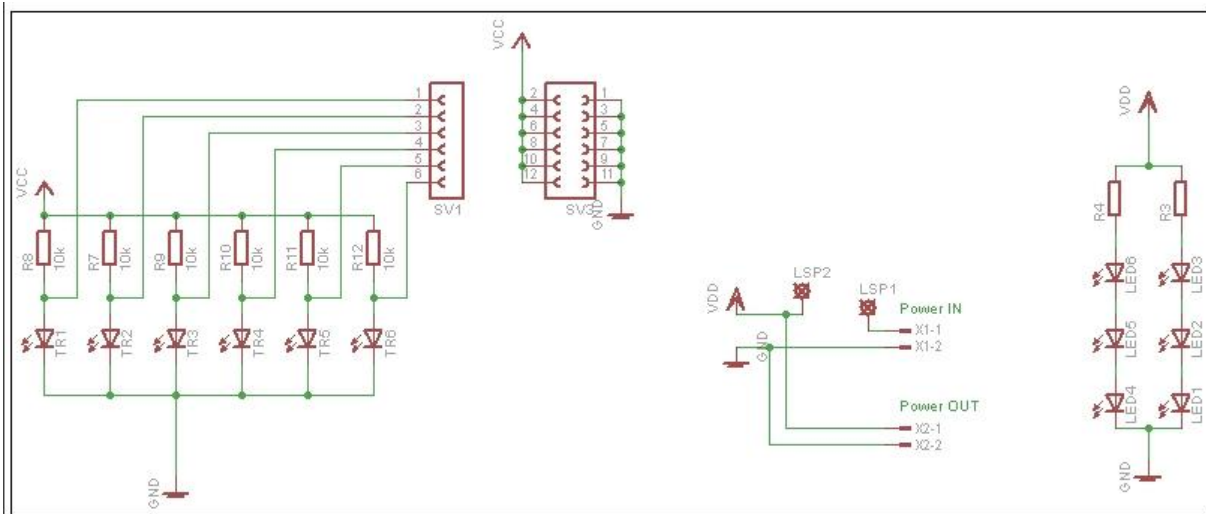 VCC
1
2
3
4
5
6
SV1
VCC
2
4
6
8
10
12
1
3
5
7
9
11
SV3
GND
VCC
R8
10k
R7
10k
R9
10k
R10
10k
R11
10k
R12
10k
TR1
TR2
TR3
TR4
TR5
TR6
GND
VDD
LSP2
LSP1
Power IN
X1-1
X1-2
GND
Power OUT
X2-1
X2-2
VDD
R4
R3
LED6
LED3
LED5
LED2
LED4
LED1
GND